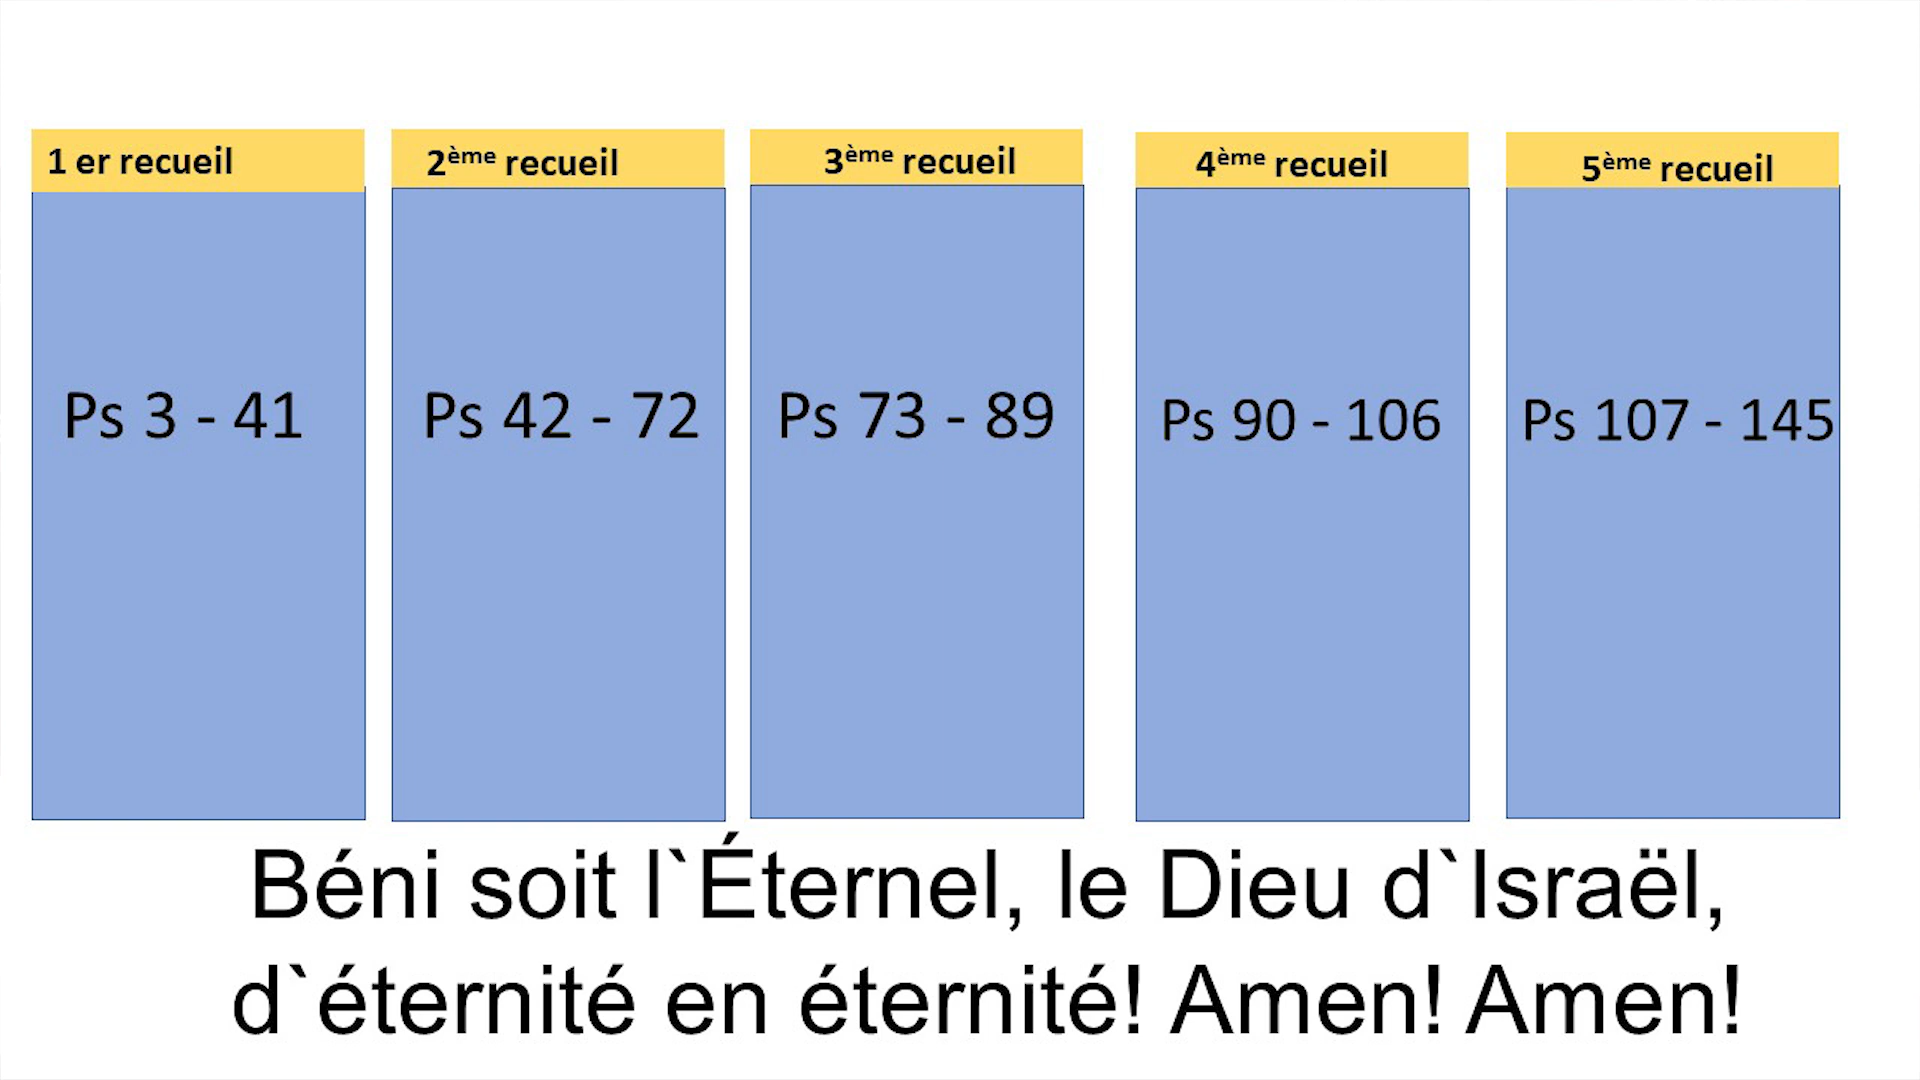 1 er recueil
2ème recueil
3ème recueil
4ème recueil
5ème recueil
Ps 3 - 41
Ps 42 - 72
Ps 73 - 89
Ps 90 - 106
Ps 107 - 145
Béni soit l`Éternel, le Dieu d`Israël,
d`éternité en éternité! Amen! Amen!